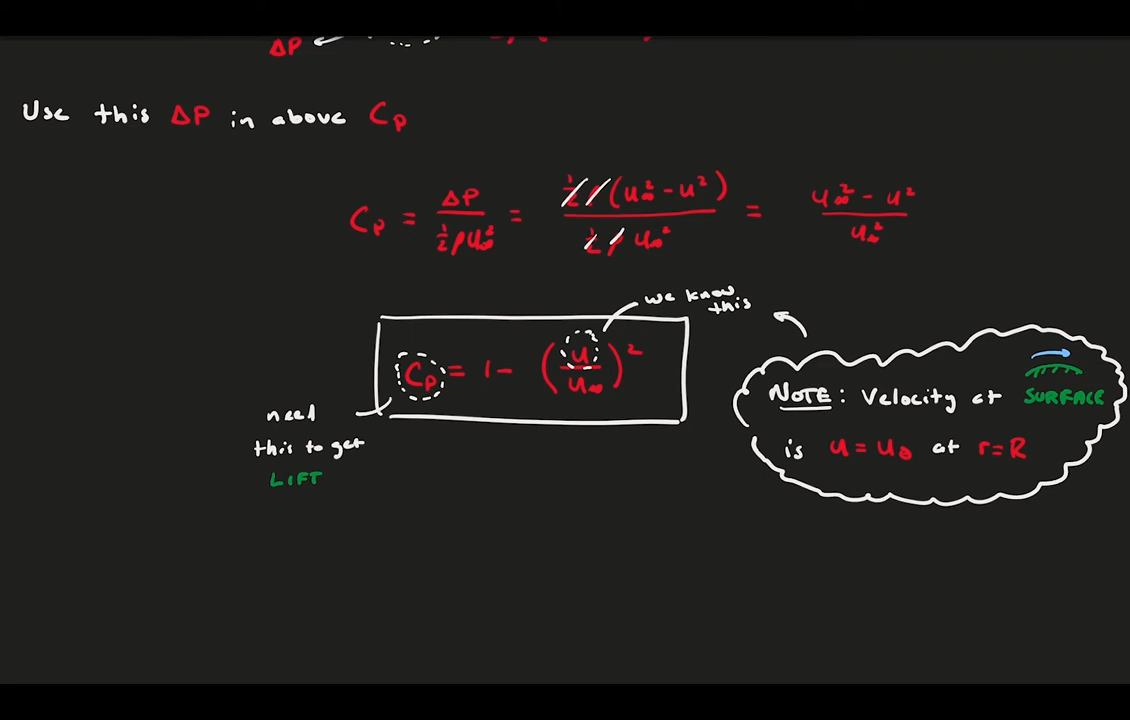 ΔP
Use this ΔP in above Cp
Cp = ΔP / ½ρu∞² = ½ρ(u∞² - u²) / ½ρ u∞² = u∞² - u² / u∞²
we know this
Cp = 1 - (u / u∞)²
need
this to get
LIFT
NOTE: Velocity at SURFACE
is u = uθ at r=R